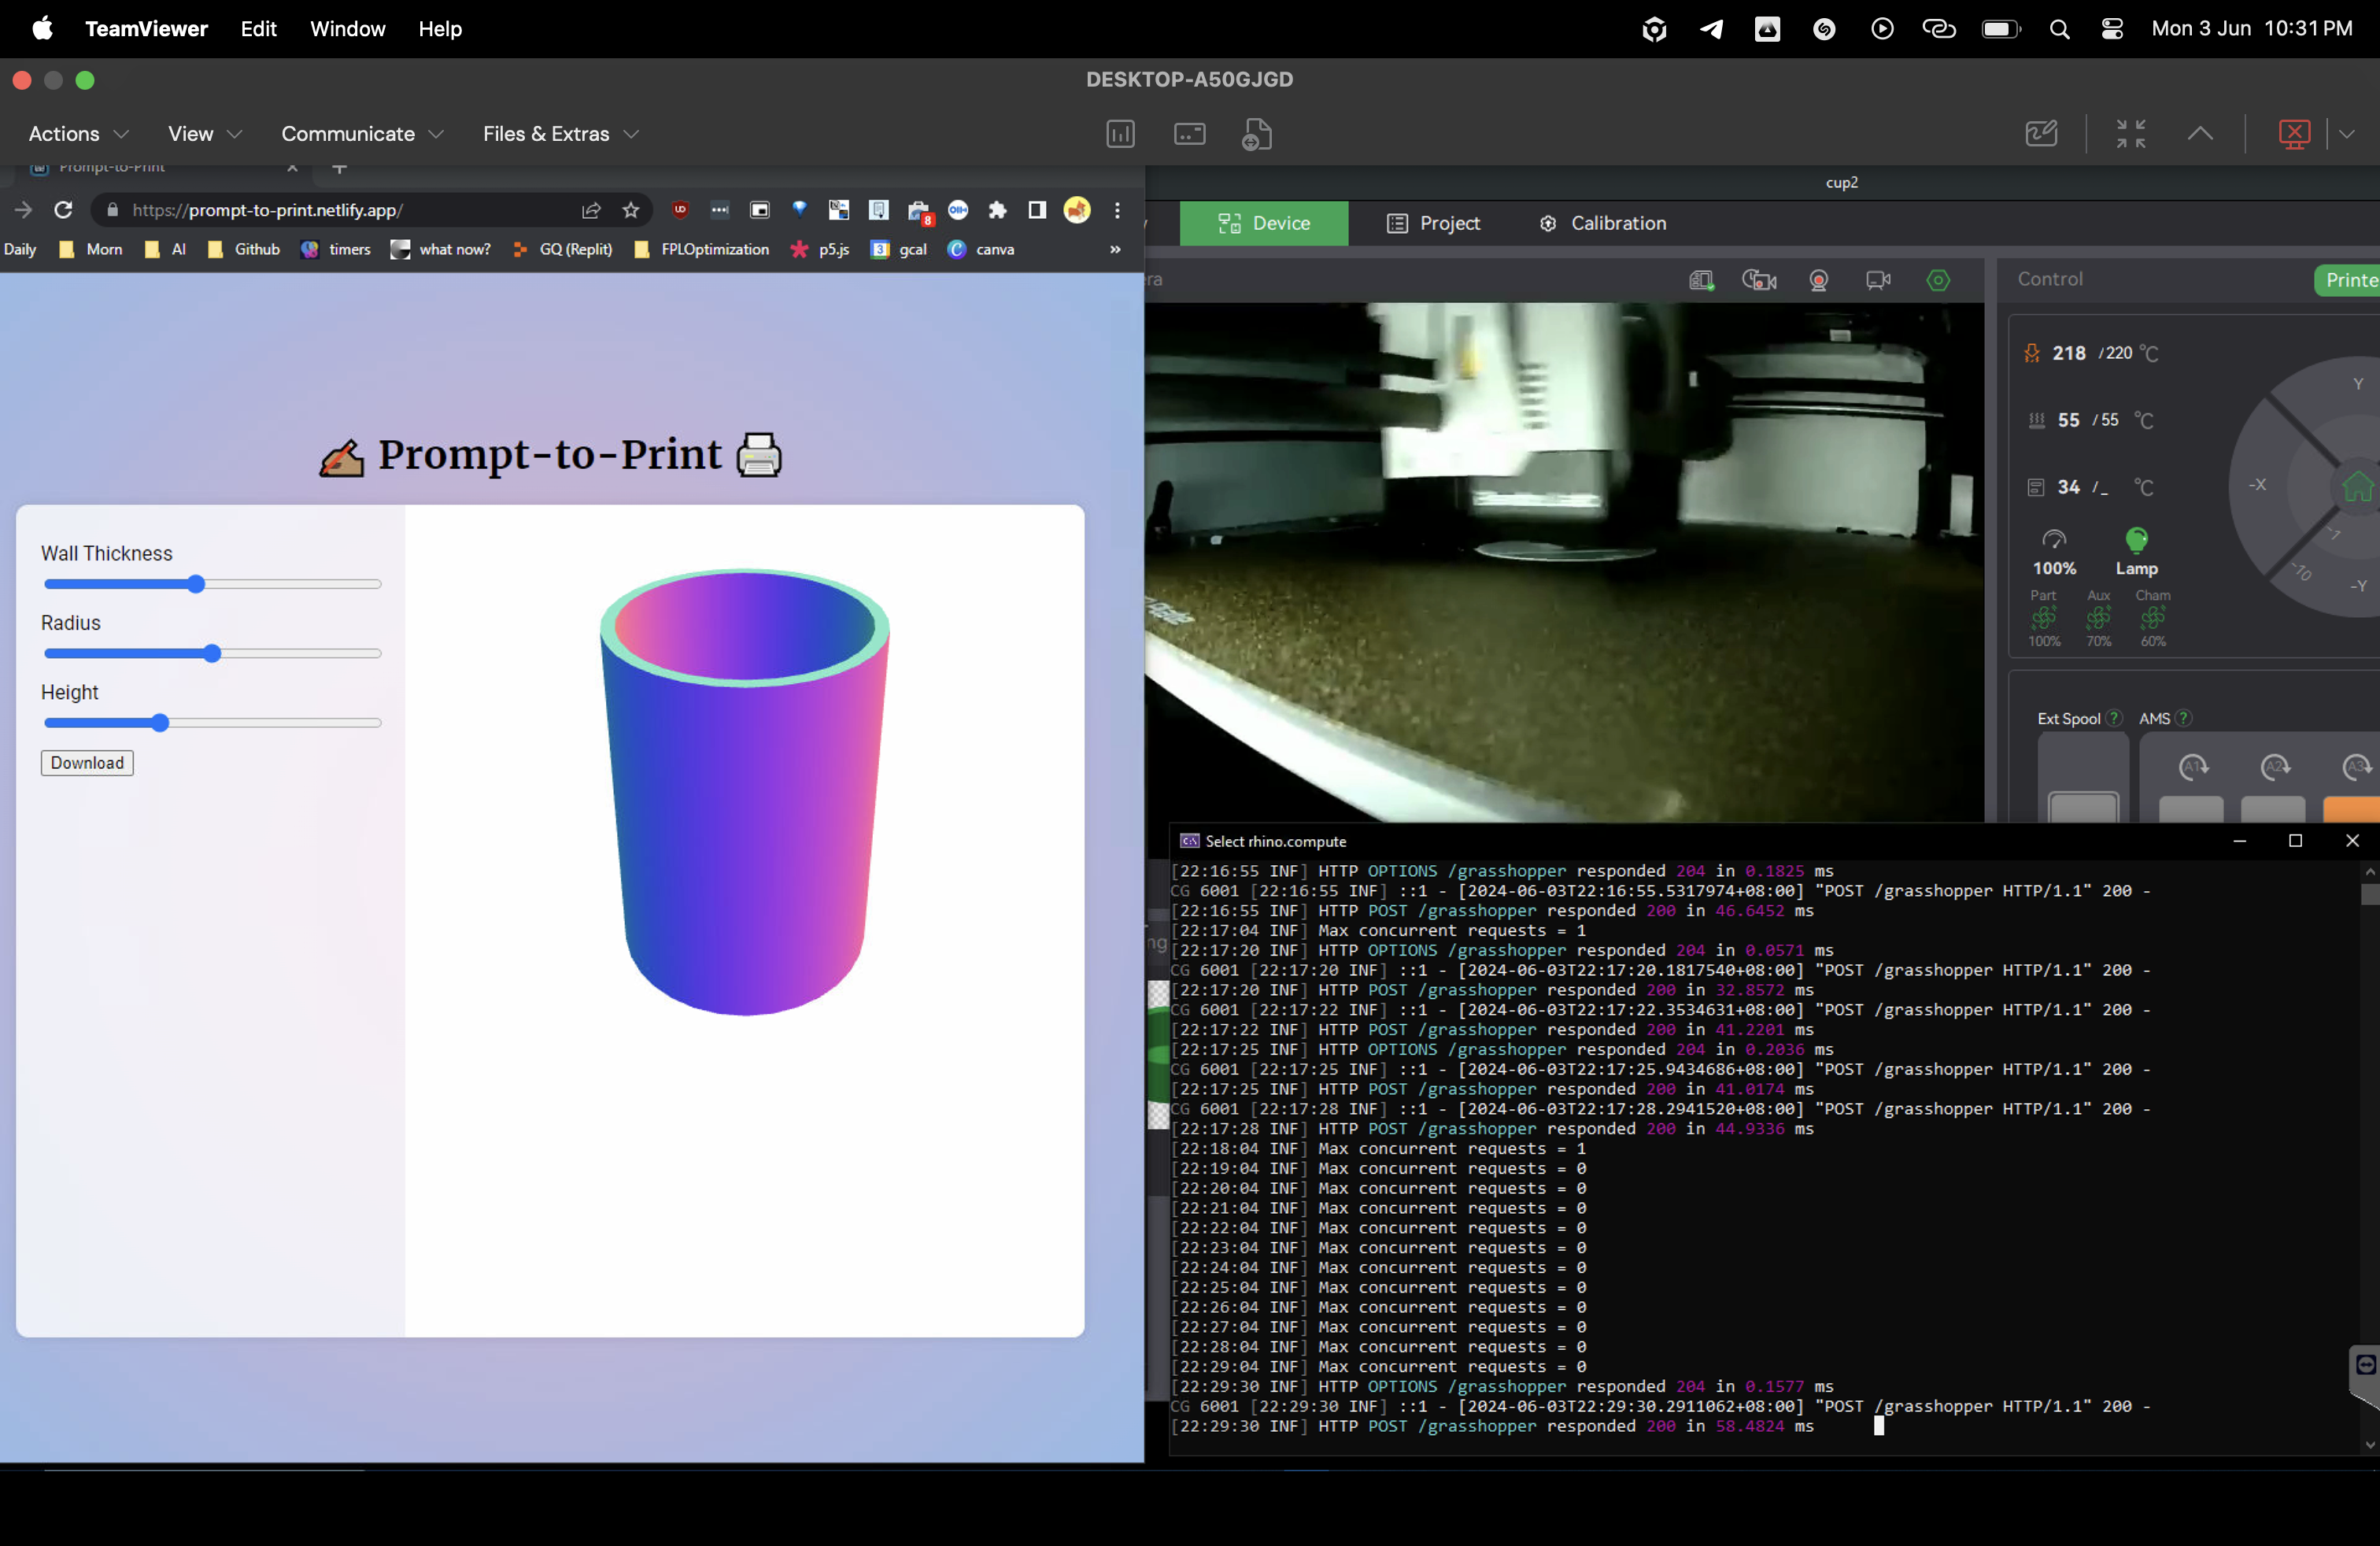 TeamViewer Edit Window Help
Mon 3 Jun 10:31 PM
DESKTOP-A50GJGD
Actions View Communicate Files & Extras
Prompt-to-Print
https://prompt-to-print.netlify.app/
8
Daily Morn AI Github timers what now? GQ (Replit) FPLOptimization p5.js 3 gcal canva »
Prompt-to-Print
Wall Thickness
Radius
Height
Download
cup2
Device Project Calibration
Control
218 /220 °C
55 / 55 °C
34 /_ °C
100% Lamp
Part Aux Cham
100% 70% 60%
Y
-X
-Y
-10
Ext Spool ? AMS ?
A1 A2 A3
Select rhino.compute
[22:16:55 INF] HTTP OPTIONS /grasshopper responded 204 in 0.1825 ms
CG 6001 [22:16:55 INF] ::1 - [2024-06-03T22:16:55.5317974+08:00] "POST /grasshopper HTTP/1.1" 200 -
[22:16:55 INF] HTTP POST /grasshopper responded 200 in 46.6452 ms
[22:17:04 INF] Max concurrent requests = 1
[22:17:20 INF] HTTP OPTIONS /grasshopper responded 204 in 0.0571 ms
CG 6001 [22:17:20 INF] ::1 - [2024-06-03T22:17:20.1817540+08:00] "POST /grasshopper HTTP/1.1" 200 -
[22:17:20 INF] HTTP POST /grasshopper responded 200 in 32.8572 ms
CG 6001 [22:17:22 INF] ::1 - [2024-06-03T22:17:22.3534631+08:00] "POST /grasshopper HTTP/1.1" 200 -
[22:17:22 INF] HTTP POST /grasshopper responded 200 in 41.2201 ms
[22:17:25 INF] HTTP OPTIONS /grasshopper responded 204 in 0.2036 ms
CG 6001 [22:17:25 INF] ::1 - [2024-06-03T22:17:25.9434686+08:00] "POST /grasshopper HTTP/1.1" 200 -
[22:17:25 INF] HTTP POST /grasshopper responded 200 in 41.0174 ms
CG 6001 [22:17:28 INF] ::1 - [2024-06-03T22:17:28.2941520+08:00] "POST /grasshopper HTTP/1.1" 200 -
[22:17:28 INF] HTTP POST /grasshopper responded 200 in 44.9336 ms
[22:18:04 INF] Max concurrent requests = 1
[22:19:04 INF] Max concurrent requests = 0
[22:20:04 INF] Max concurrent requests = 0
[22:21:04 INF] Max concurrent requests = 0
[22:22:04 INF] Max concurrent requests = 0
[22:23:04 INF] Max concurrent requests = 0
[22:24:04 INF] Max concurrent requests = 0
[22:25:04 INF] Max concurrent requests = 0
[22:26:04 INF] Max concurrent requests = 0
[22:27:04 INF] Max concurrent requests = 0
[22:28:04 INF] Max concurrent requests = 0
[22:29:04 INF] Max concurrent requests = 0
[22:29:30 INF] HTTP OPTIONS /grasshopper responded 204 in 0.1577 ms
CG 6001 [22:29:30 INF] ::1 - [2024-06-03T22:29:30.2911062+08:00] "POST /grasshopper HTTP/1.1" 200 -
[22:29:30 INF] HTTP POST /grasshopper responded 200 in 58.4824 ms